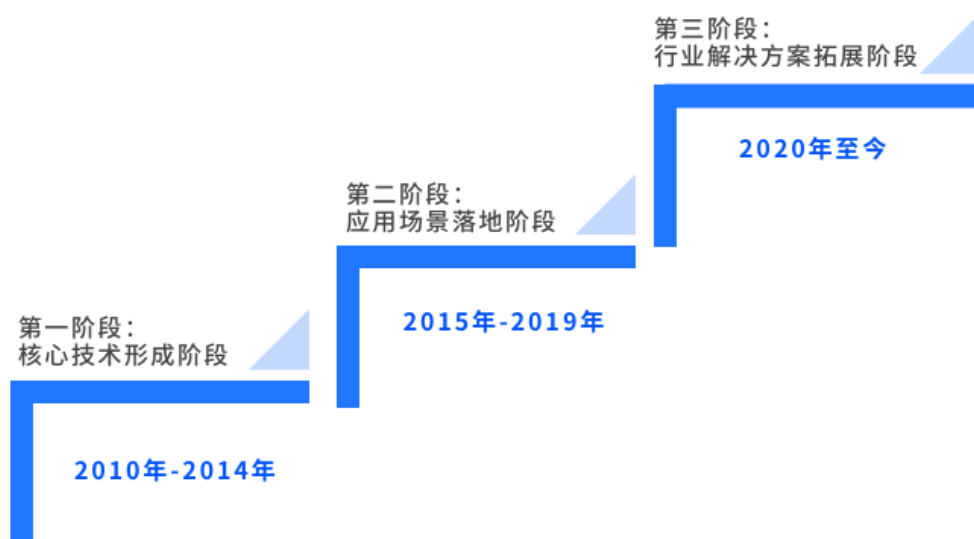 第三阶段：
行业解决方案拓展阶段
2020年至今
第二阶段：
应用场景落地阶段
2015年-2019年
第一阶段：
核心技术形成阶段
2010年-2014年